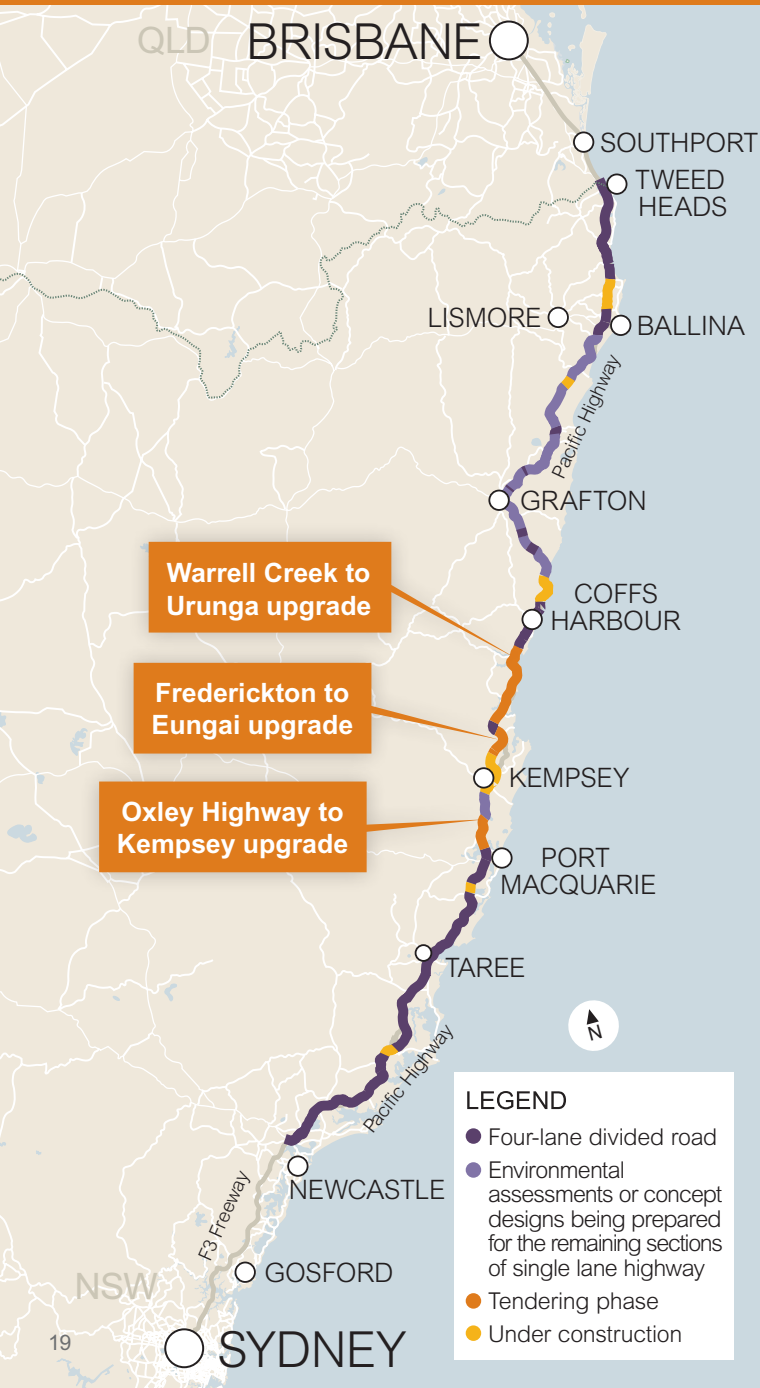 QLD
BRISBANE
SOUTHPORT
TWEED
HEADS
LISMORE
BALLINA
Pacific Highway
GRAFTON
Warrell Creek to
Urunga upgrade
COFFS
HARBOUR
Frederickton to
Eungai upgrade
KEMPSEY
Oxley Highway to
Kempsey upgrade
PORT
MACQUARIE
TAREE
N
Pacific Highway
LEGEND
Four-lane divided road
Environmental
assessments or concept
designs being prepared
for the remaining sections
of single lane highway
Tendering phase
Under construction
NEWCASTLE
F3 Freeway
GOSFORD
NSW
19
SYDNEY